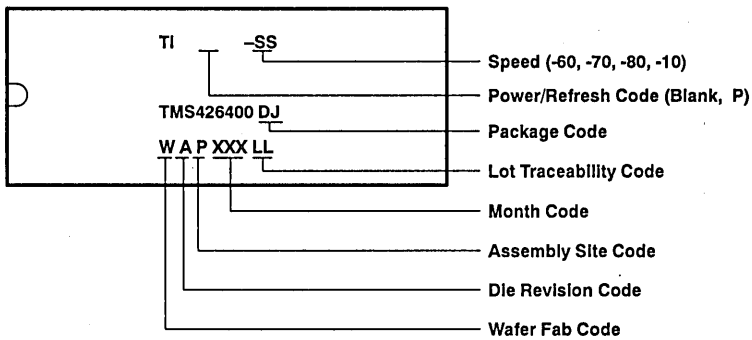 TI –SS
Speed (-60, -70, -80, -10)
Power/Refresh Code (Blank, P)
TMS426400 DJ
Package Code
W A P XXX LL
Lot Traceability Code
Month Code
Assembly Site Code
Die Revision Code
Wafer Fab Code